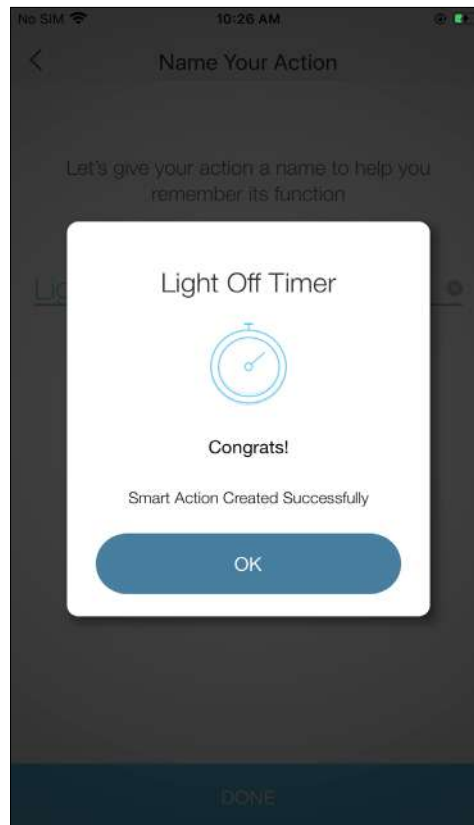 No SIM 10:26 AM
Name Your Action
Let's give your action a name to help you
remember its function
Lig
Light Off Timer
Congrats!
Smart Action Created Successfully
OK
DONE